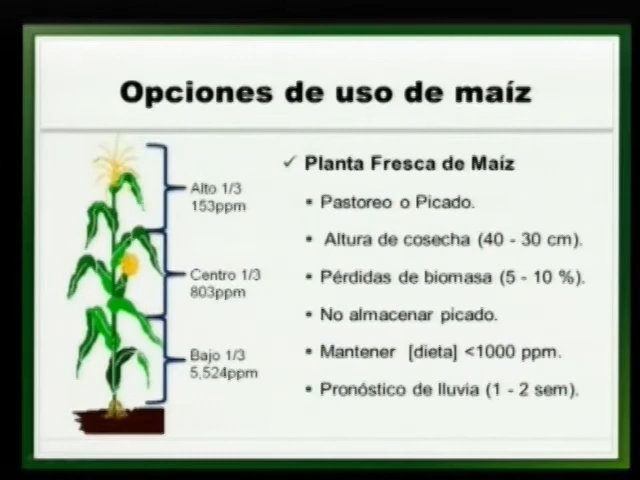 Opciones de uso de maíz
Alto 1/3
153ppm
Centro 1/3
803ppm
Bajo 1/3
5,524ppm
✓ Planta Fresca de Maíz
▪ Pastoreo o Picado.
▪ Altura de cosecha (40 - 30 cm).
▪ Pérdidas de biomasa (5 - 10 %).
▪ No almacenar picado.
▪ Mantener [dieta] <1000 ppm.
▪ Pronóstico de lluvia (1 - 2 sem).